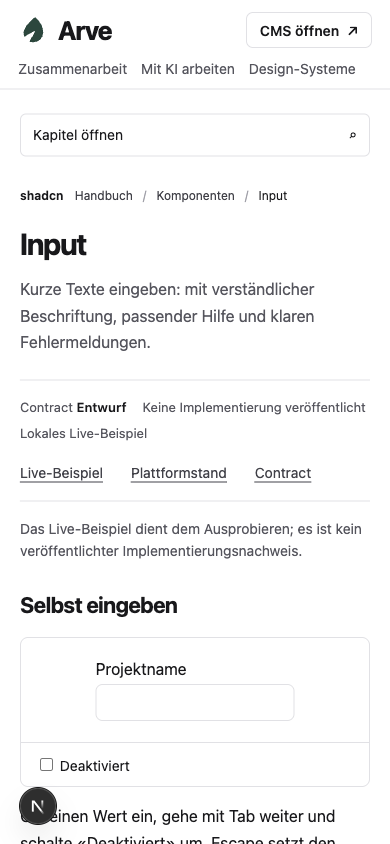 Arve
CMS öffnen
Zusammenarbeit Mit KI arbeiten Design-Systeme
Kapitel öffnen
shadcn Handbuch / Komponenten / Input
Input
Kurze Texte eingeben: mit verständlicher
Beschriftung, passender Hilfe und klaren
Fehlermeldungen.
Contract Entwurf Keine Implementierung veröffentlicht
Lokales Live-Beispiel
Live-Beispiel Plattformstand Contract
Das Live-Beispiel dient dem Ausprobieren; es ist kein
veröffentlichter Implementierungsnachweis.
Selbst eingeben
Projektname
Deaktiviert
N
einen Wert ein, gehe mit Tab weiter und
schalte «Deaktiviert» um. Escape setzt den